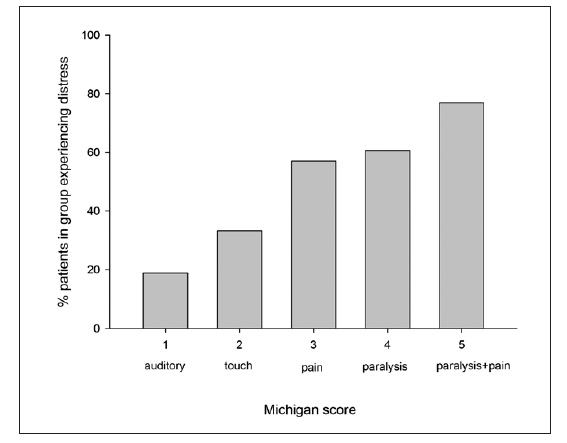 100
80
60
40
20
0
% patients in group experiencing distress
1 2 3 4 5
auditory touch pain paralysis paralysis+pain
Michigan score